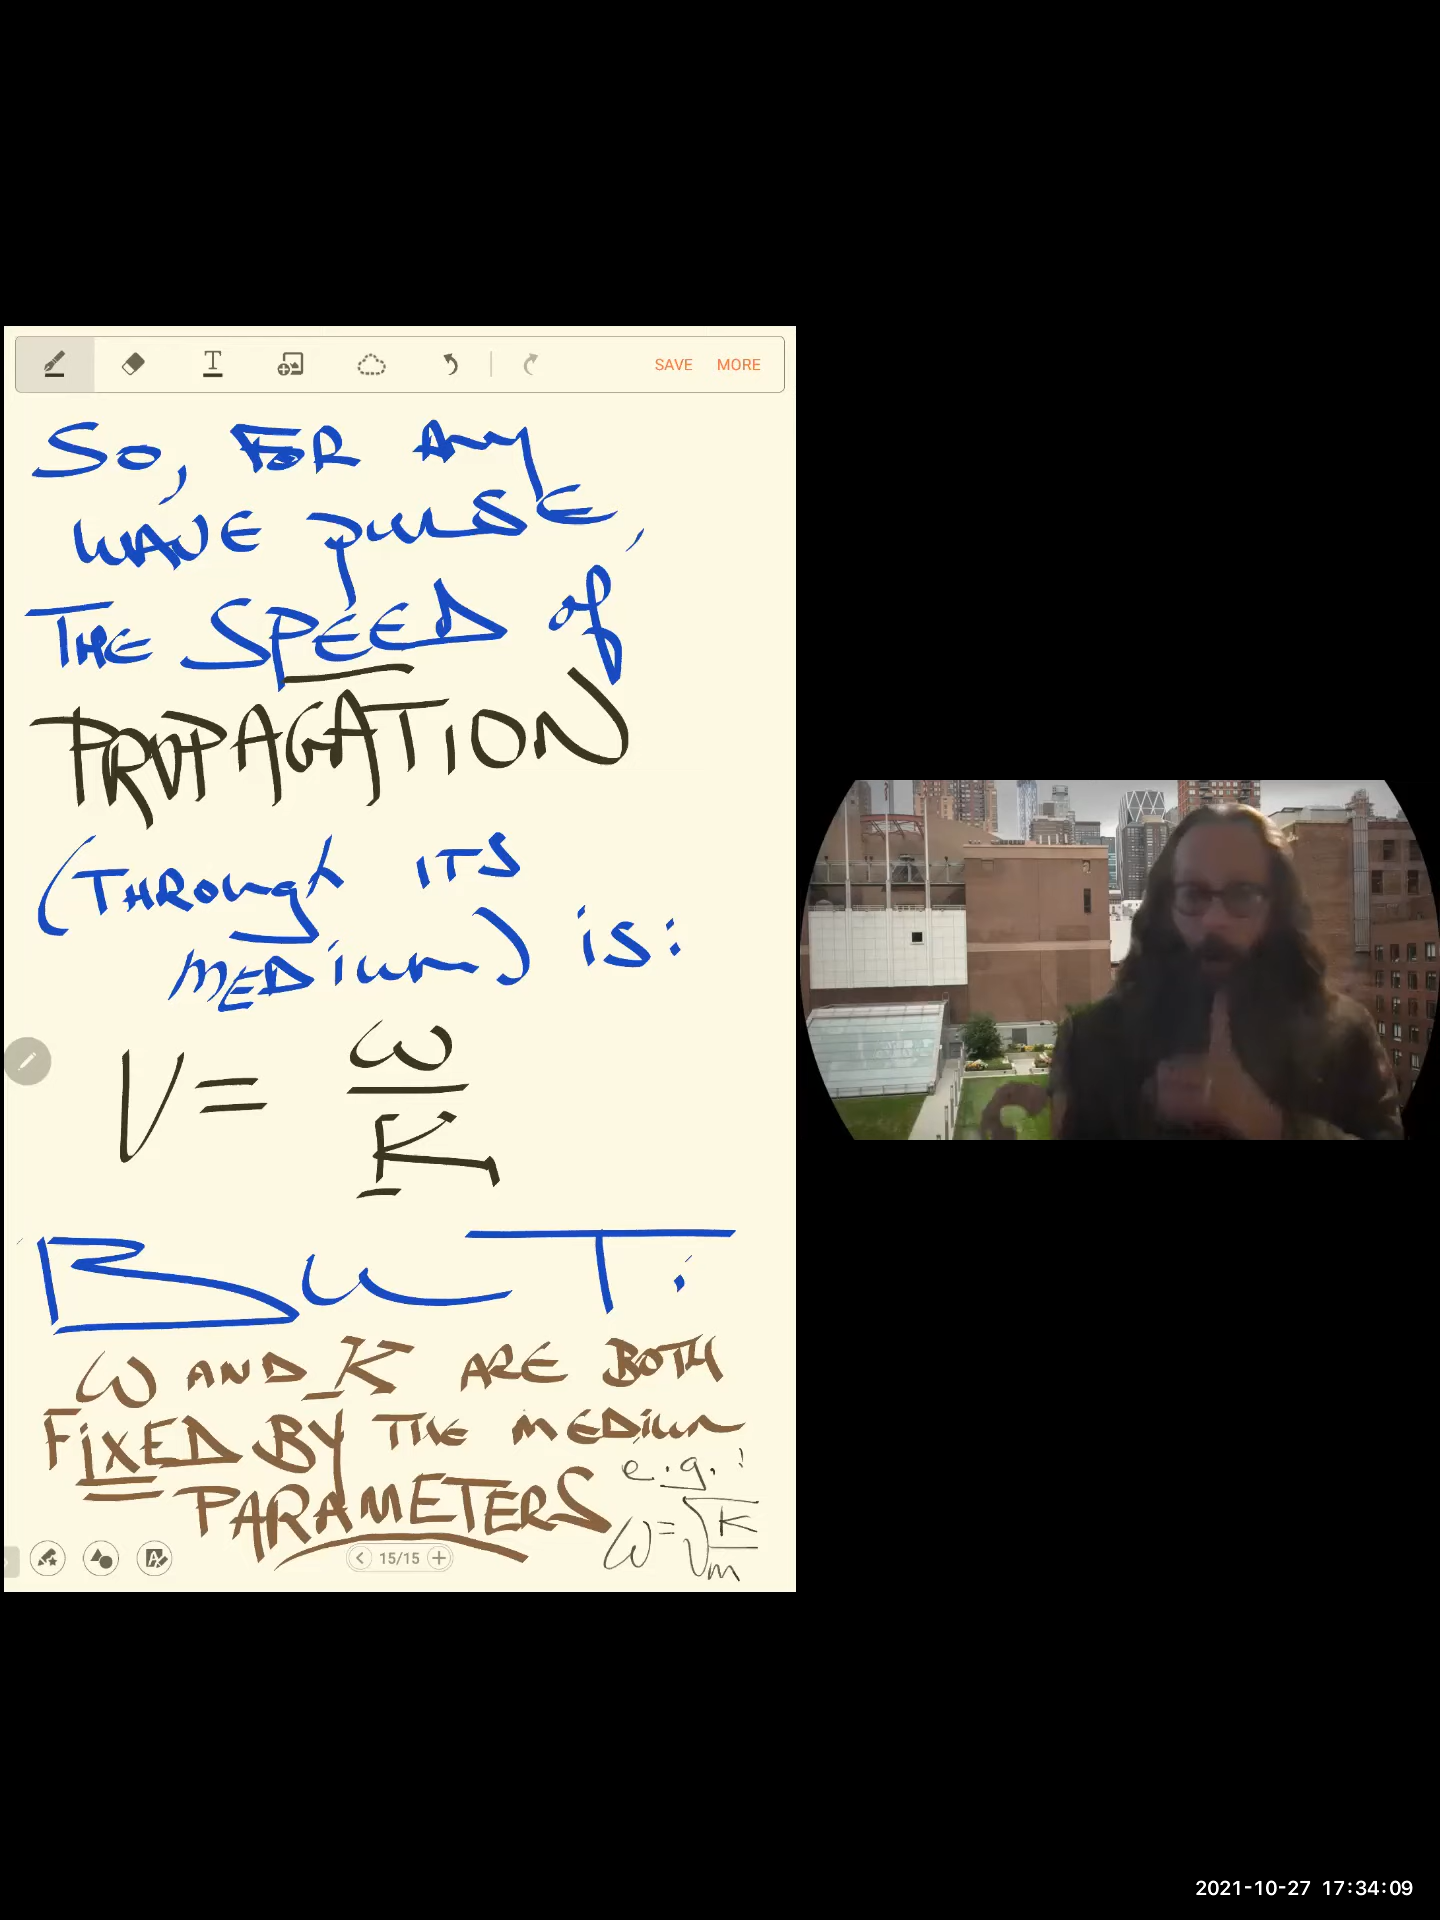 SAVE MORE
So, FOR Any
WAVE pulse,
THE SPEED of
PROPAGATION
(THROUGH ITS
MEDium) is:
V = ω/K
BuT:
ω AND K ARE BOTH
FiXED BY THE MEDium
PARAMETERS
e.g.:
ω = √K/m
15/15
2021-10-27 17:34:09